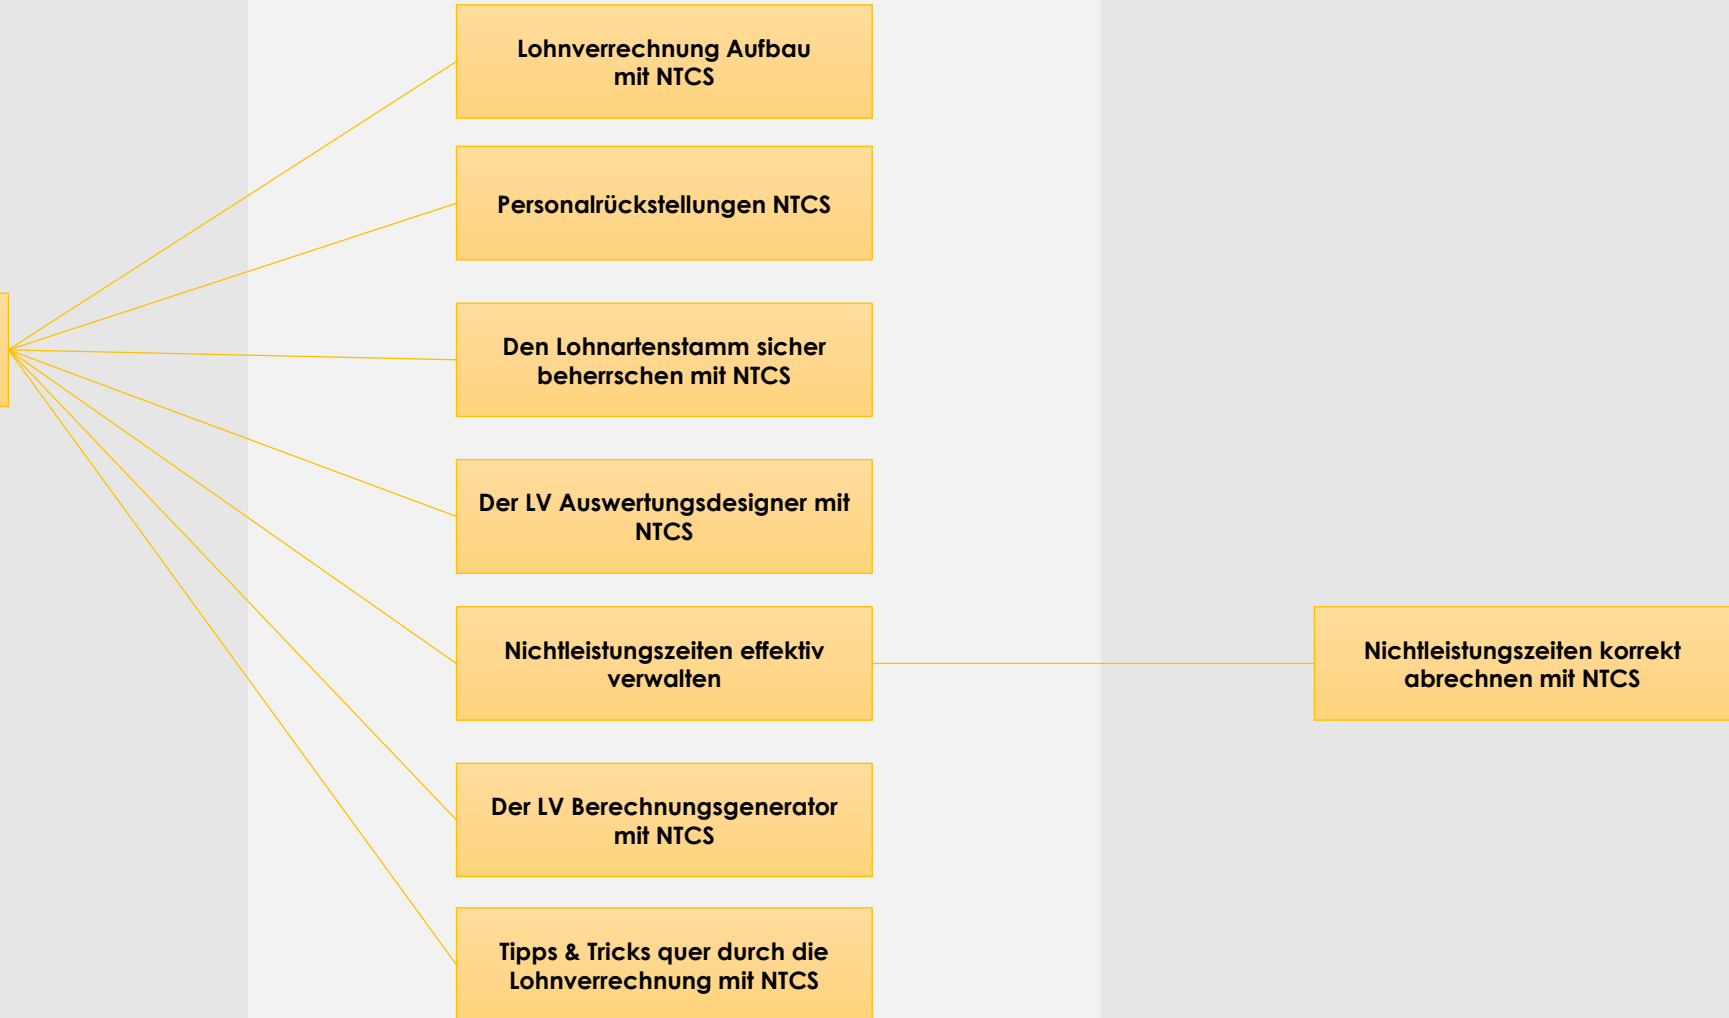 Lohnverrechnung Aufbau
mit NTCS
Personalrückstellungen NTCS
Den Lohnartenstamm sicher
beherrschen mit NTCS
Der LV Auswertungsdesigner mit
NTCS
Nichtleistungszeiten effektiv
verwalten
Nichtleistungszeiten korrekt
abrechnen mit NTCS
Der LV Berechnungsgenerator
mit NTCS
Tipps & Tricks quer durch die
Lohnverrechnung mit NTCS